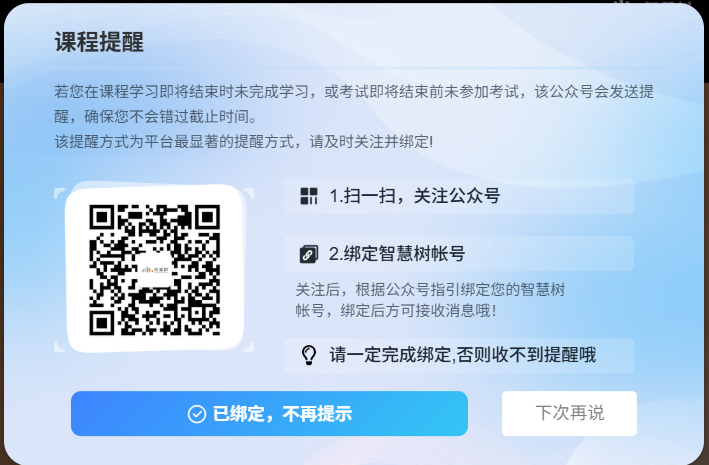 课程提醒
若您在课程学习即将结束时未完成学习，或考试即将结束前未参加考试，该公众号会发送提
醒，确保您不会错过截止时间。
该提醒方式为平台最显著的提醒方式，请及时关注并绑定!
1.扫一扫，关注公众号
2.绑定智慧树帐号
关注后，根据公众号指引绑定您的智慧树
帐号，绑定后方可接收消息哦！
请一定完成绑定,否则收不到提醒哦
已绑定，不再提示
下次再说